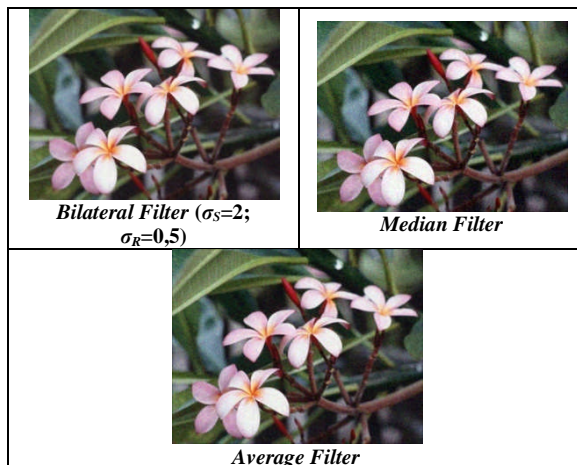 Bilateral Filter (σS=2;
σR=0,5)
Median Filter
Average Filter